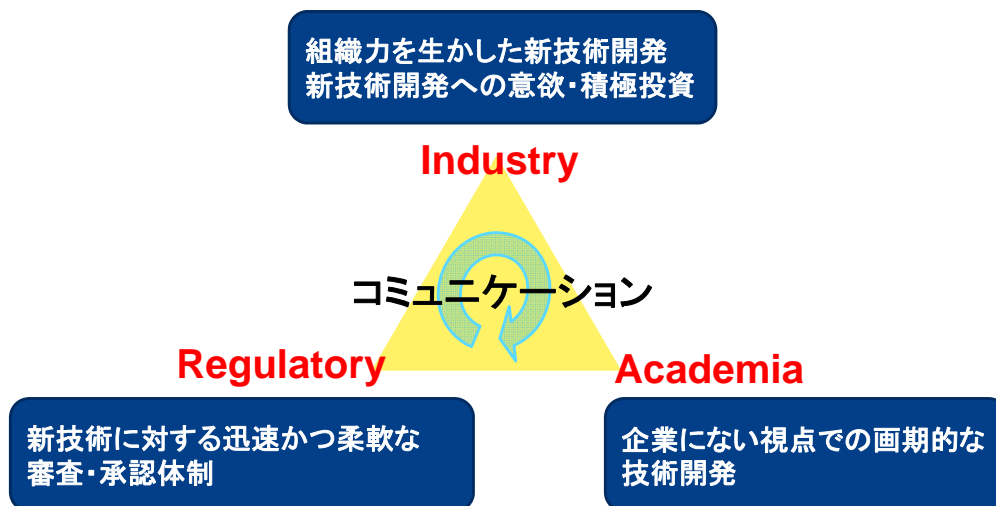 組織力を生かした新技術開発
新技術開発への意欲・積極投資
Industry
コミュニケーション
Regulatory
Academia
新技術に対する迅速かつ柔軟な
審査・承認体制
企業にない視点での画期的な
技術開発